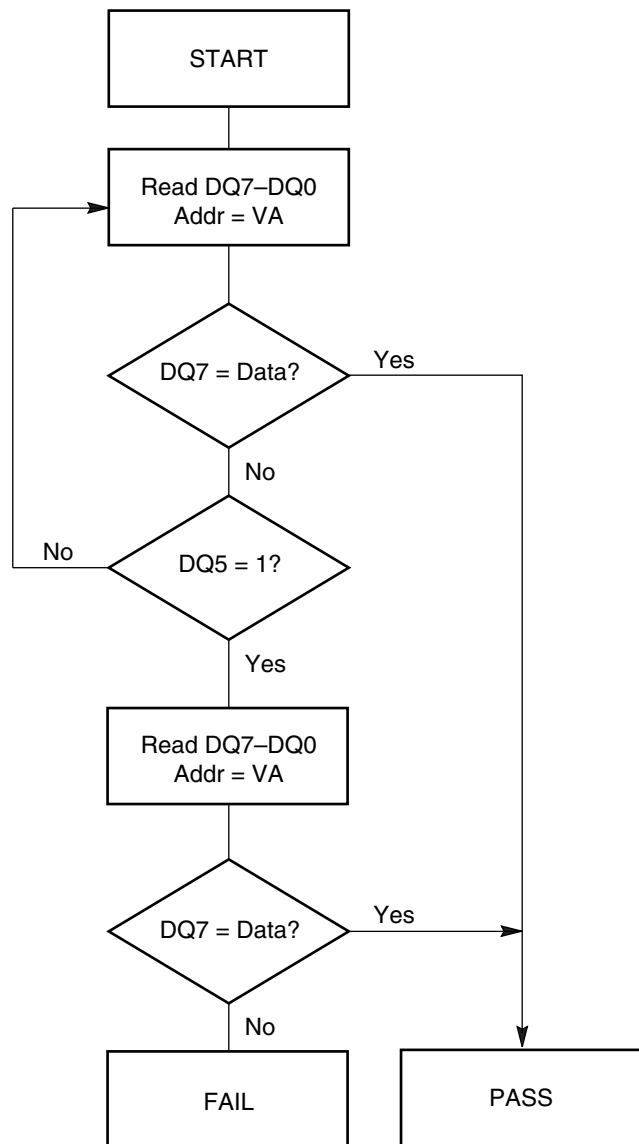 START
Read DQ7–DQ0
Addr = VA
DQ7 = Data?
Yes
No
No
DQ5 = 1?
Yes
Read DQ7–DQ0
Addr = VA
DQ7 = Data?
Yes
No
FAIL
PASS